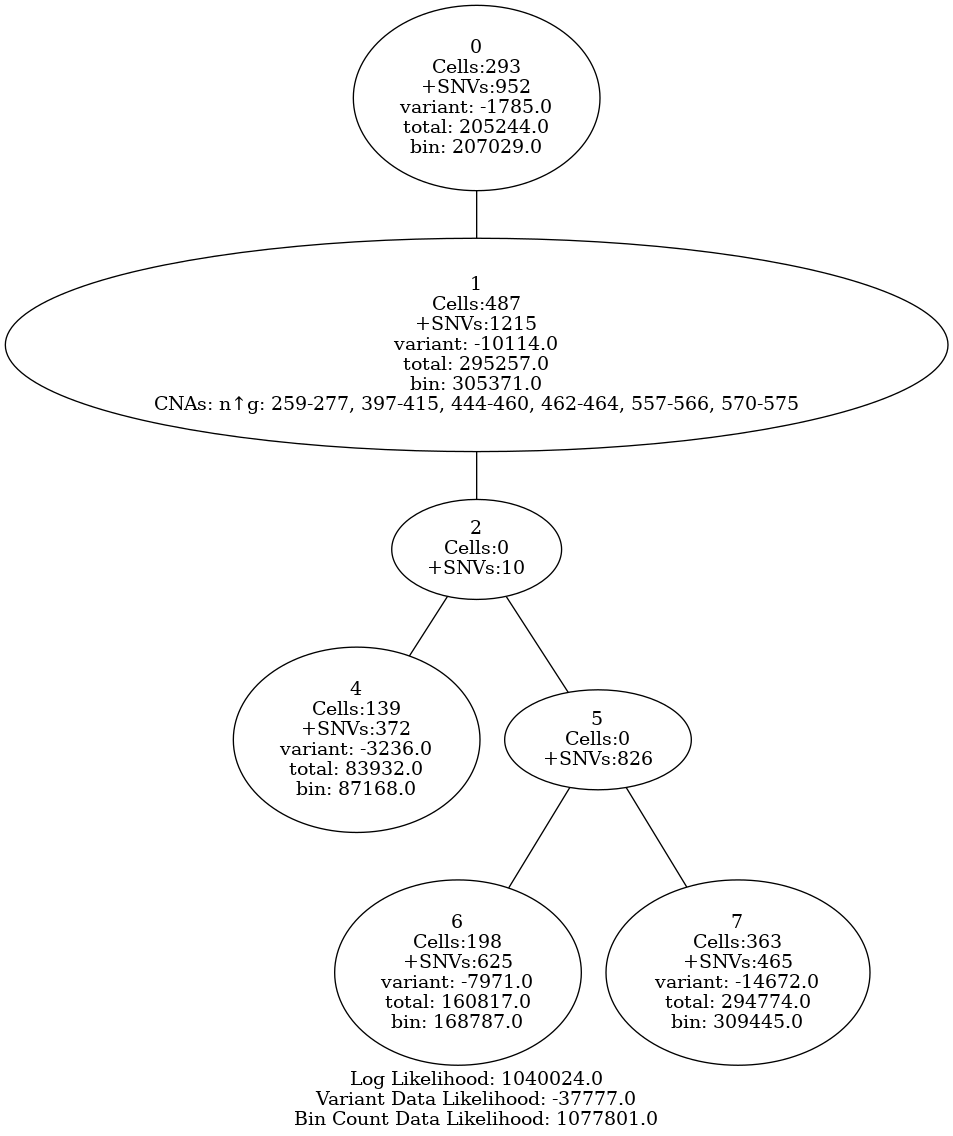 0
Cells:293
+SNVs:952
variant: -1785.0
total: 205244.0
bin: 207029.0
1
Cells:487
+SNVs:1215
variant: -10114.0
total: 295257.0
bin: 305371.0
CNAs: n↑g: 259-277, 397-415, 444-460, 462-464, 557-566, 570-575
2
Cells:0
+SNVs:10
4
Cells:139
+SNVs:372
variant: -3236.0
total: 83932.0
bin: 87168.0
5
Cells:0
+SNVs:826
6
Cells:198
+SNVs:625
variant: -7971.0
total: 160817.0
bin: 168787.0
7
Cells:363
+SNVs:465
variant: -14672.0
total: 294774.0
bin: 309445.0
Log Likelihood: 1040024.0
Variant Data Likelihood: -37777.0
Bin Count Data Likelihood: 1077801.0